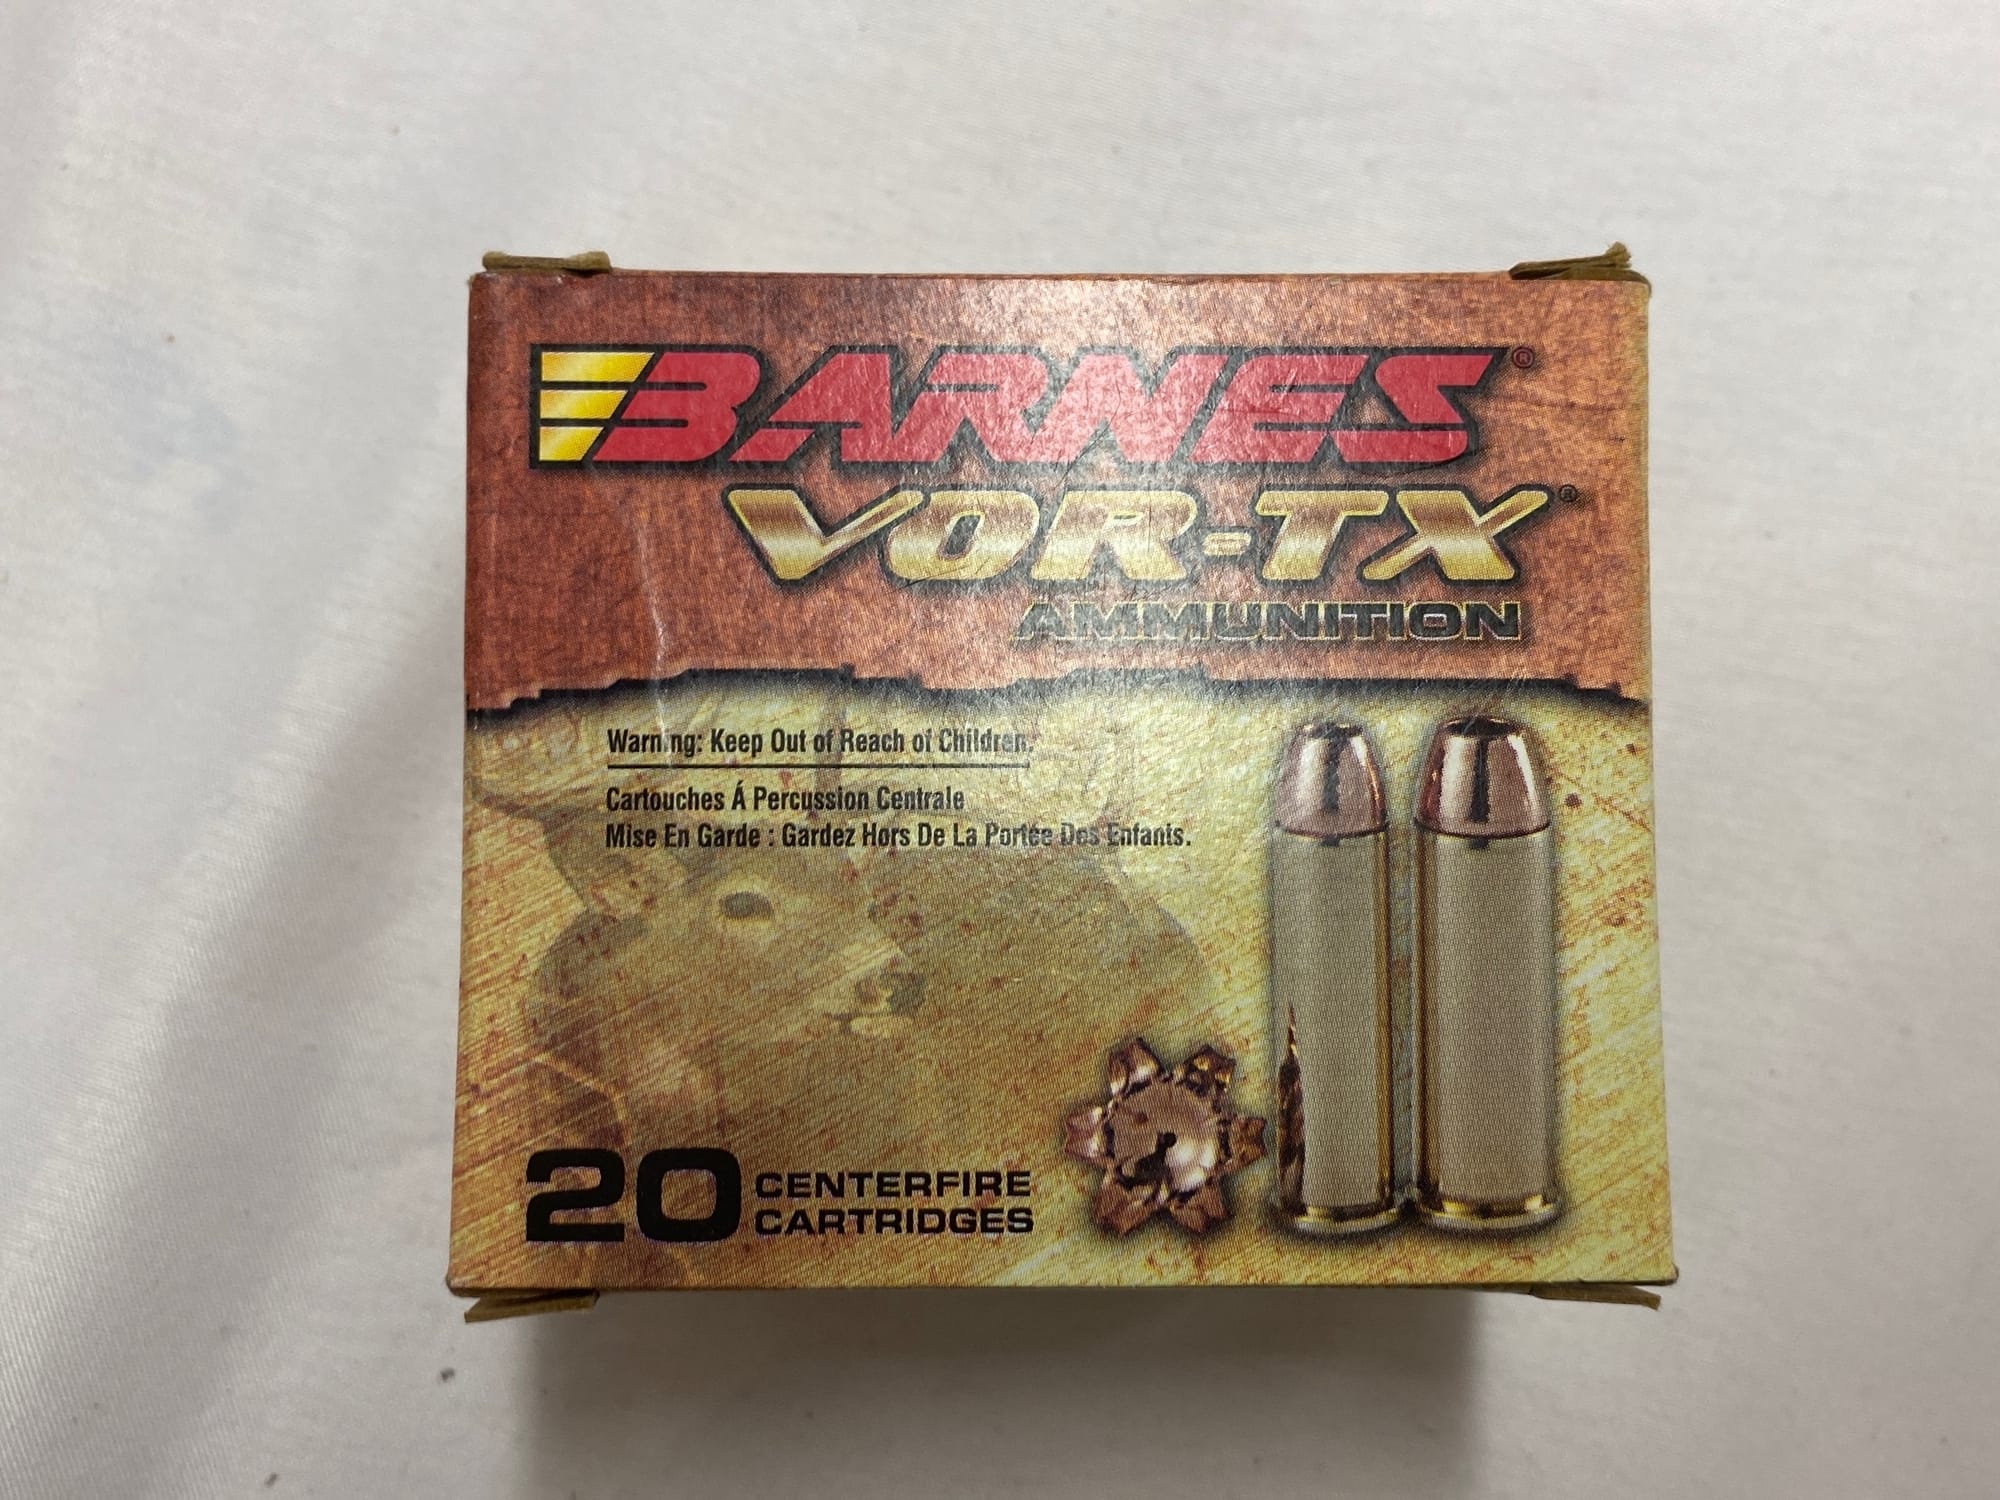 BARNES®
VOR-TX®
AMMUNITION
Warning: Keep Out of Reach of Children.
Cartouches Á Percussion Centrale
Mise En Garde : Gardez Hors De La Portée Des Enfants.
20 CENTERFIRE
CARTRIDGES